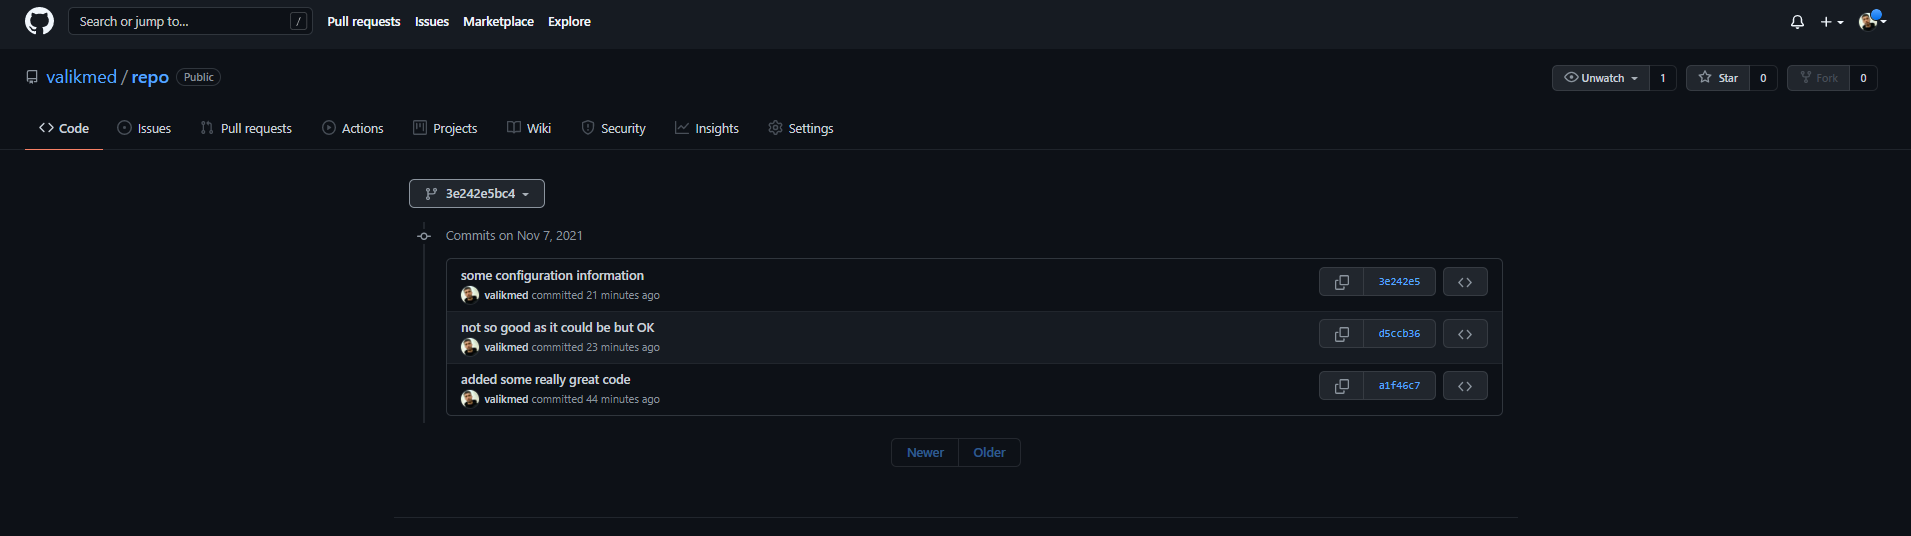 Search or jump to... / Pull requests Issues Marketplace Explore
valikmed / repo Public Unwatch 1 Star 0 Fork 0
Code Issues Pull requests Actions Projects Wiki Security Insights Settings
3e242e5bc4
Commits on Nov 7, 2021
some configuration information
valikmed committed 21 minutes ago 3e242e5
not so good as it could be but OK
valikmed committed 23 minutes ago d5ccb36
added some really great code
valikmed committed 44 minutes ago a1f46c7
Newer Older